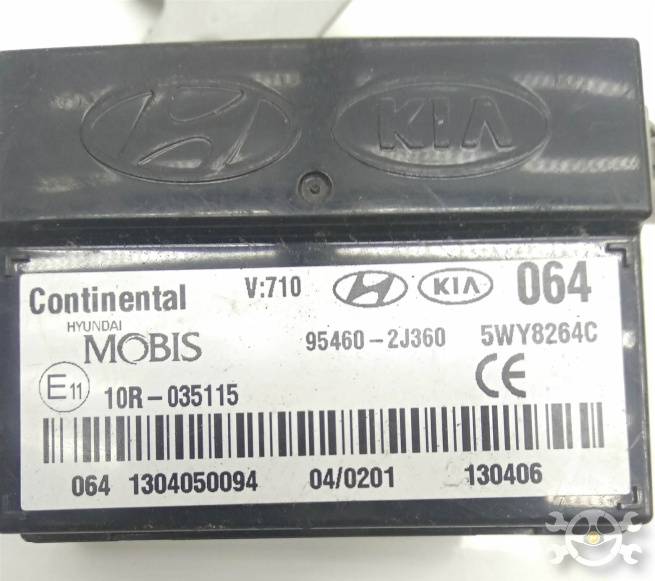 KIA
Continental V:710 KIA 064
HYUNDAI
MOBIS 95460-2J360 5WY8264C
E11 10R-035115 CE
064 1304050094 04/0201 130406